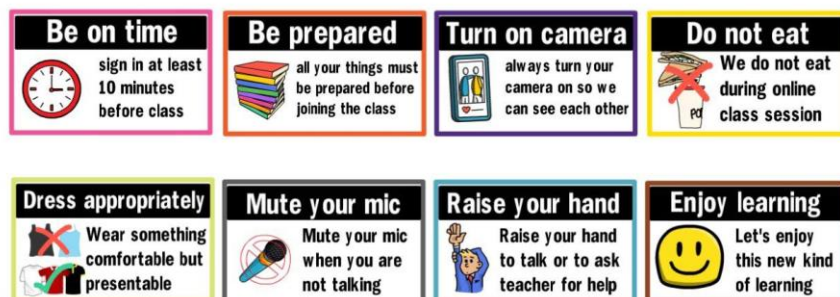 Be on time
sign in at least
10 minutes
before class
Be prepared
all your things must
be prepared before
joining the class
Turn on camera
always turn your
camera on so we
can see each other
Do not eat
We do not eat
during online
class session
Dress appropriately
Wear something
comfortable but
presentable
Mute your mic
Mute your mic
when you are
not talking
Raise your hand
Raise your hand
to talk or to ask
teacher for help
Enjoy learning
Let's enjoy
this new kind
of learning